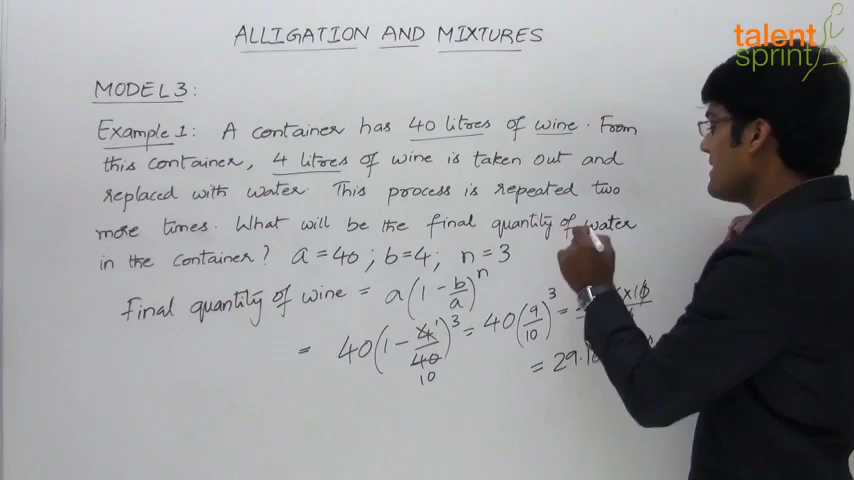 ALLIGATION AND MIXTURES
talent
sprint
MODEL 3:
Example 1: A container has 40 litres of wine. From
this container, 4 litres of wine is taken out and
replaced with water. This process is repeated two
more times. What will be the final quantity of water
in the container? a = 40; b = 4; n = 3
Final quantity of wine = a(1 - b/a)^n
= 40(1 - 4 1/40 10)^3 = 40(9/10)^3 =
= 29.1